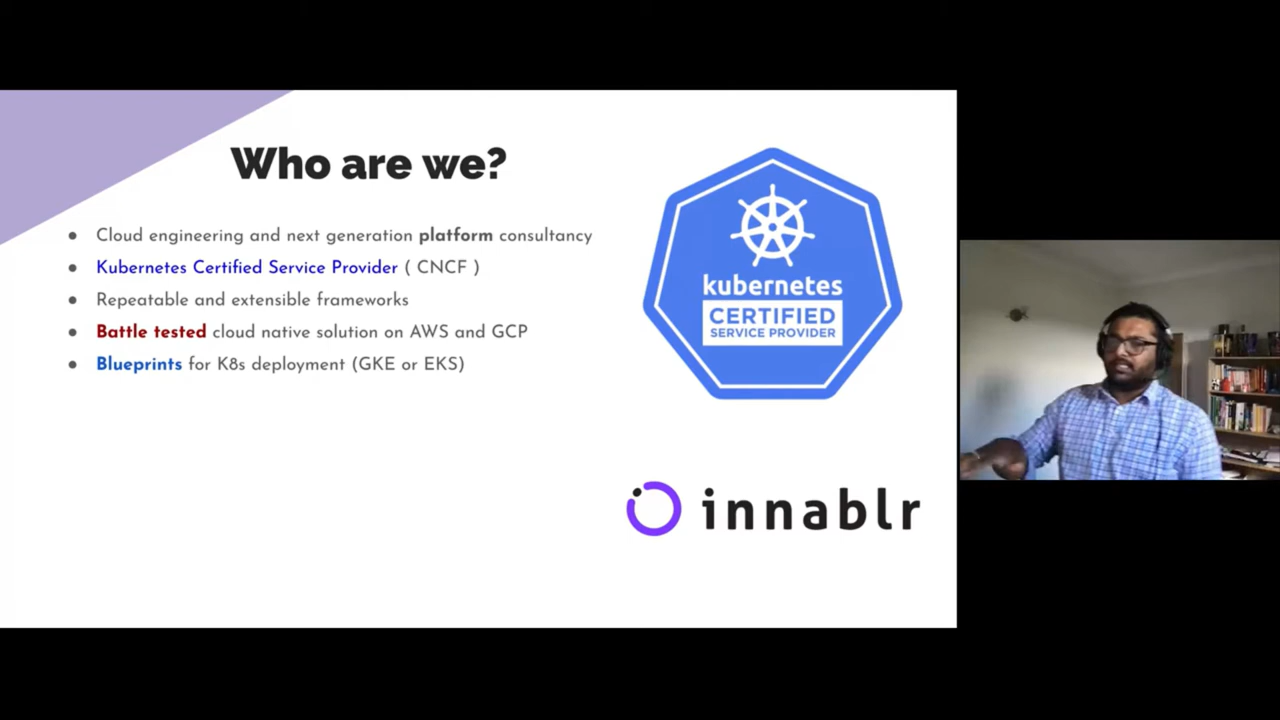 Who are we?
Cloud engineering and next generation platform consultancy
Kubernetes Certified Service Provider ( CNCF )
Repeatable and extensible frameworks
Battle tested cloud native solution on AWS and GCP
Blueprints for K8s deployment (GKE or EKS)
kubernetes
CERTIFIED
SERVICE PROVIDER
innablr